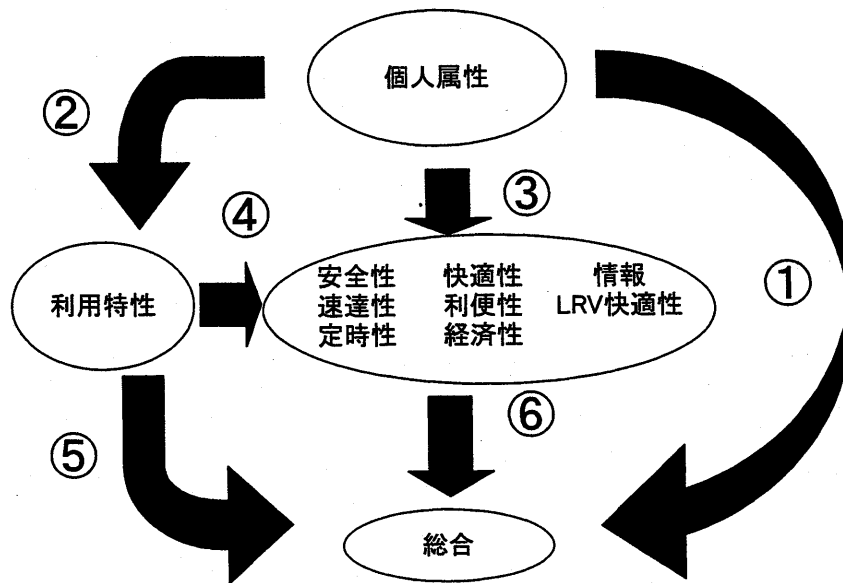 個人属性
②
③
④
安全性 快適性 情報
①
利用特性
速達性 利便性 LRV快適性
定時性 経済性
⑥
⑤
総合